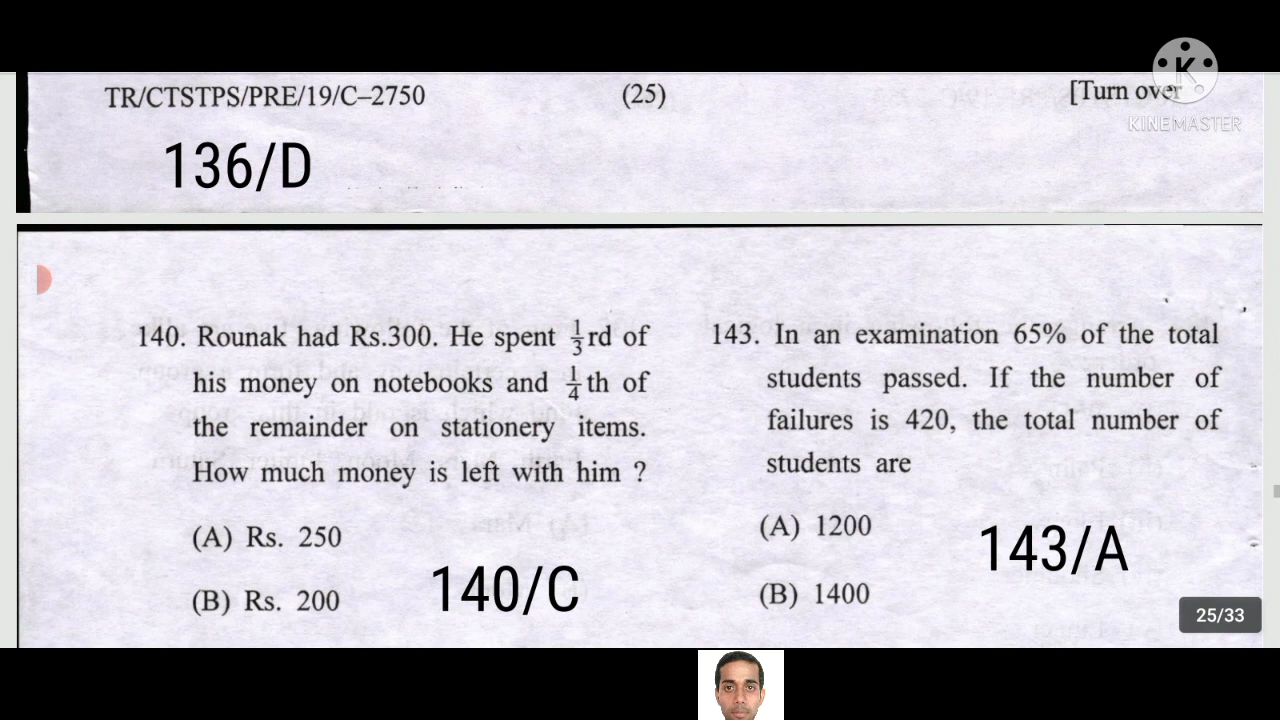 TR/CTSTPS/PRE/19/C–2750 (25) [Turn over
KINEMASTER
136/D
140. Rounak had Rs.300. He spent 1/3rd of
his money on notebooks and 1/4th of
the remainder on stationery items.
How much money is left with him ?
(A) Rs. 250
(B) Rs. 200
140/C
143. In an examination 65% of the total
students passed. If the number of
failures is 420, the total number of
students are
(A) 1200
(B) 1400
143/A
25/33